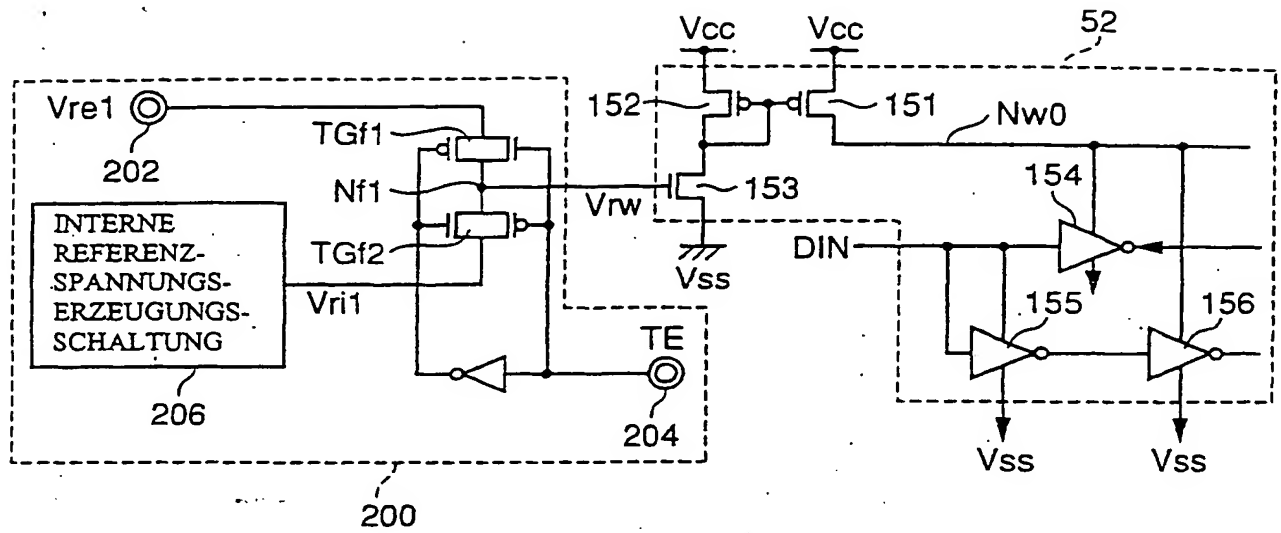 Vcc
Vcc
52
Vre1
152
151
Nw0
TGf1
202
154
Nf1
Vrw
153
INTERNE
REFERENZ-
SPANNUNGS-
ERZEUGUNGS-
SCHALTUNG
TGf2
DIN
Vss
Vri1
155
156
TE
206
204
Vss
Vss
200